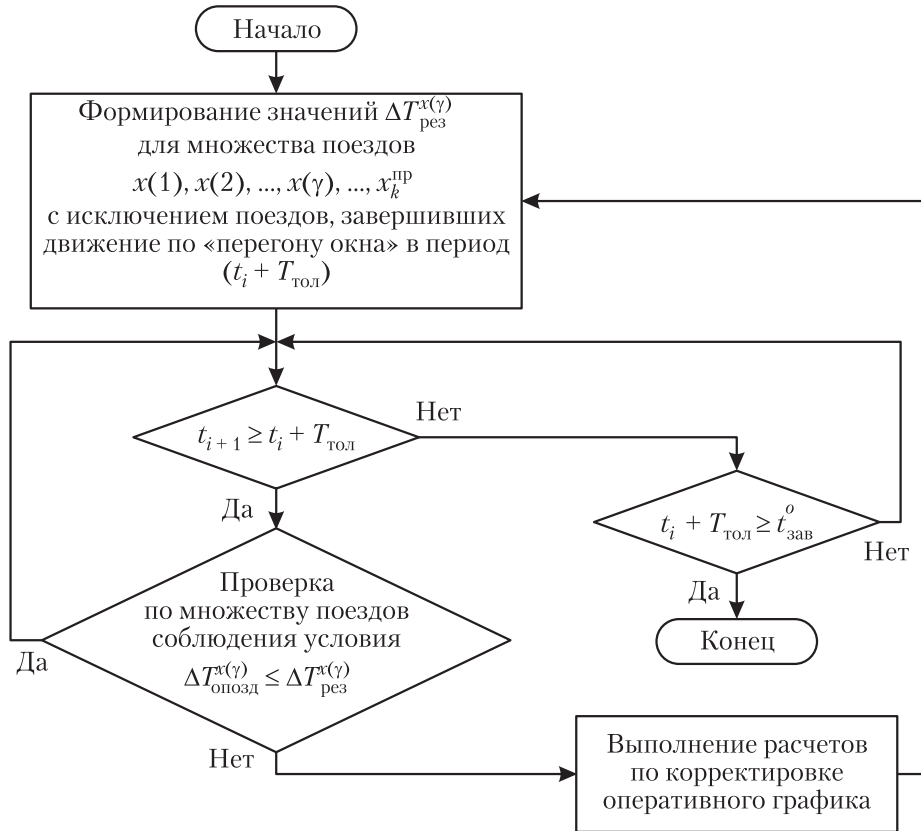 Начало
Формирование значений ΔT_рез^x(γ)
для множества поездов
x(1), x(2), ..., x(γ), ..., x_k^пр
с исключением поездов, завершивших
движение по «перегону окна» в период
(t_i + T_тол)
t_{i + 1} ≥ t_i + T_тол
Нет
Да
t_i + T_тол ≥ t_зав^o
Нет
Да
Конец
Проверка
по множеству поездов
соблюдения условия
ΔT_опозд^x(γ) ≤ ΔT_рез^x(γ)
Да
Нет
Выполнение расчетов
по корректировке
оперативного графика